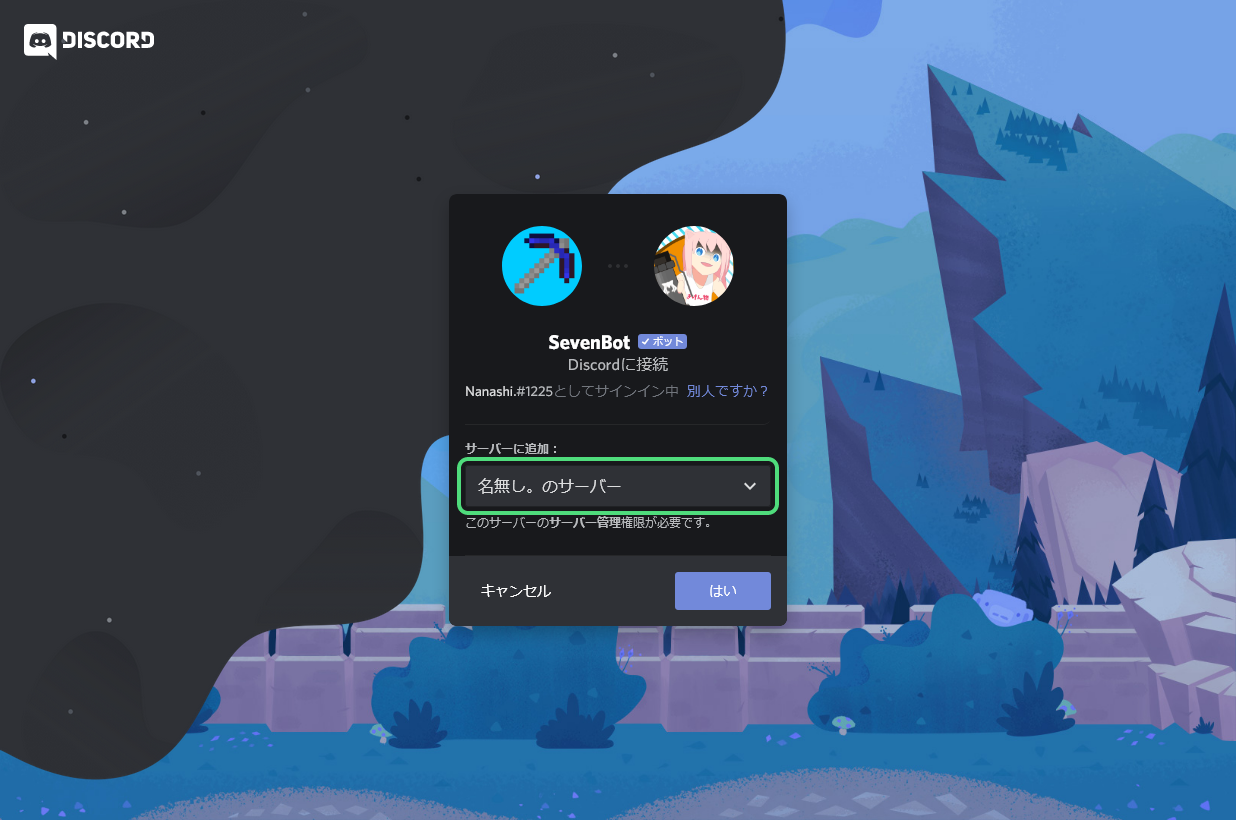 DISCORD
SevenBot ボット
Discordに接続
Nanashi.#1225としてサインイン中 別人ですか？
サーバーに追加：
名無し。のサーバー
このサーバーのサーバー管理権限が必要です。
キャンセル はい